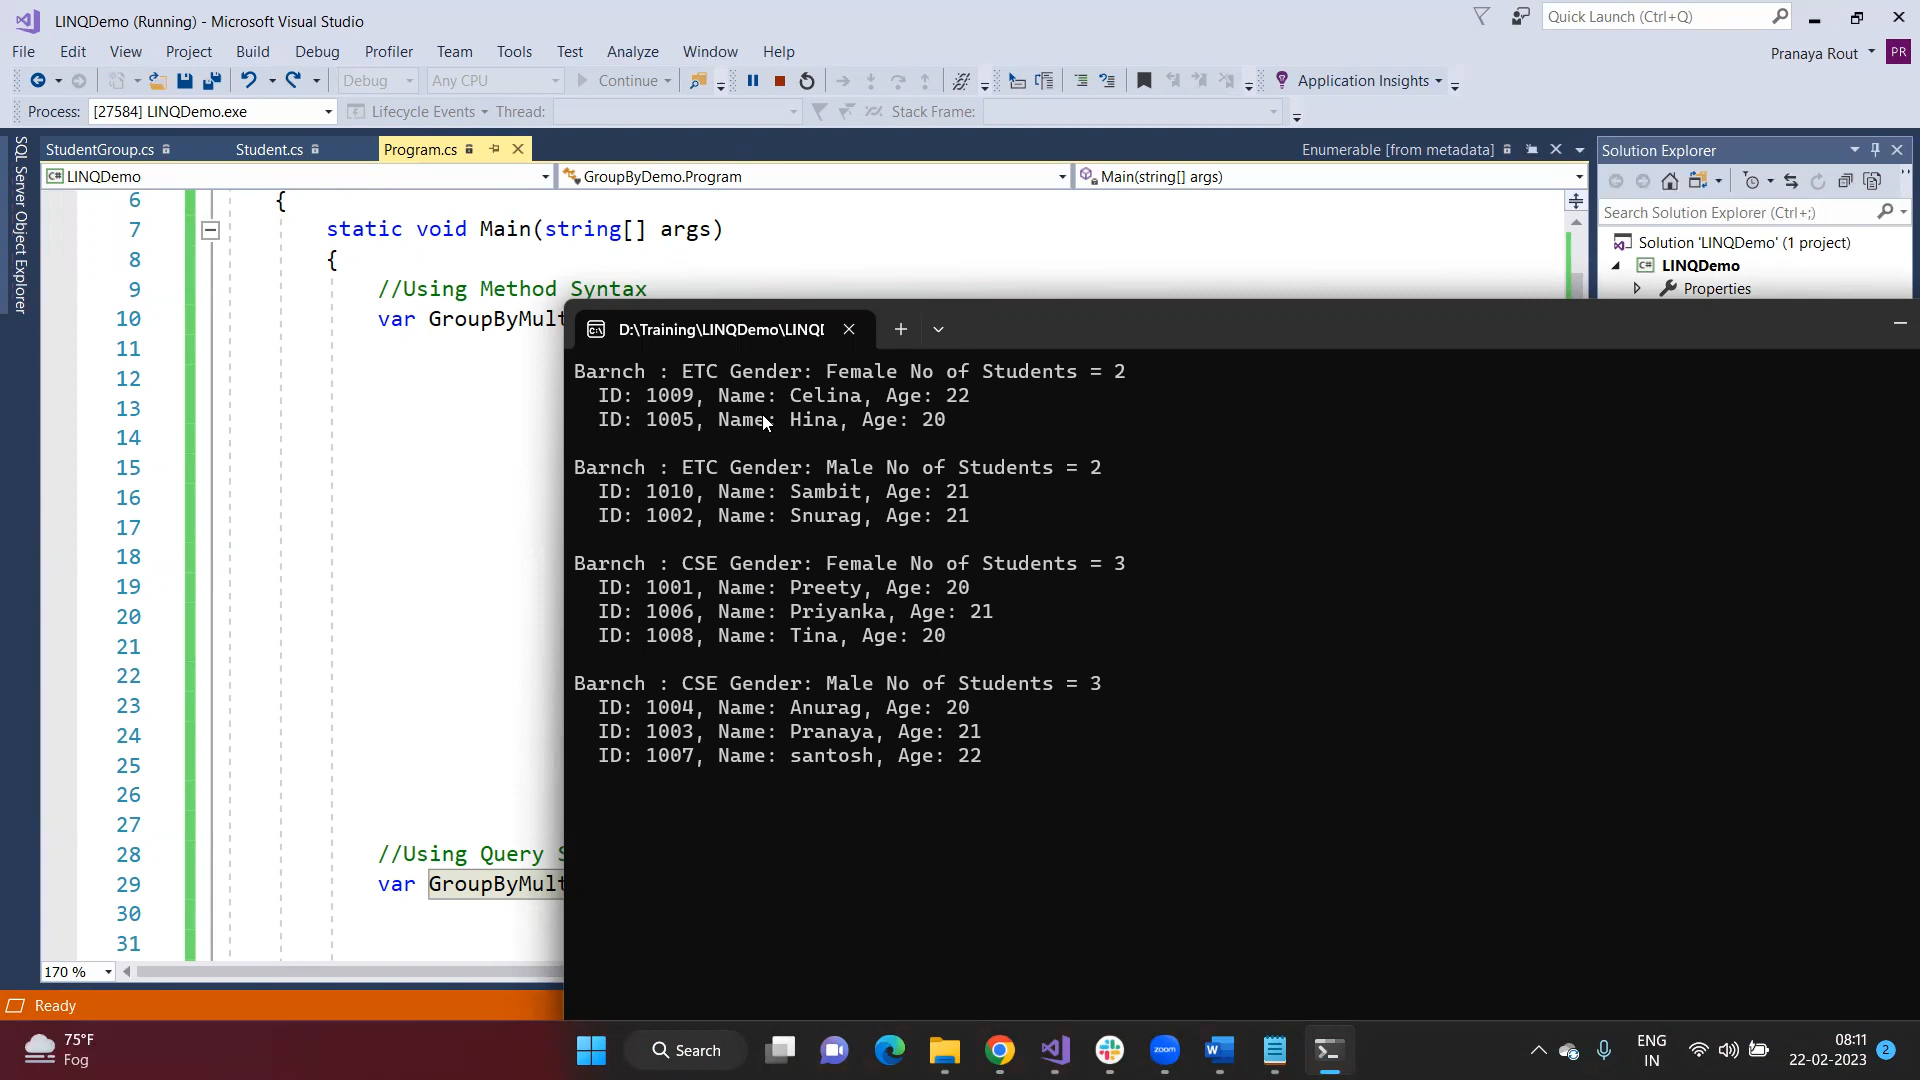 LINQDemo (Running) - Microsoft Visual Studio
Quick Launch (Ctrl+Q)
File Edit View Project Build Debug Profiler Team Tools Test Analyze Window Help
Pranaya Rout PR
Debug Any CPU Continue Application Insights
Process: [27584] LINQDemo.exe Lifecycle Events Thread: Stack Frame:
SQL Server Object Explorer
StudentGroup.cs Student.cs Program.cs Enumerable [from metadata]
Solution Explorer
LINQDemo GroupByDemo.Program Main(string[] args)
Search Solution Explorer (Ctrl+;)
Solution 'LINQDemo' (1 project)
LINQDemo
Properties
6 {
7 static void Main(string[] args)
8 {
9 //Using Method Syntax
10 var GroupByMult
11
12
13
14
15
16
17
18
19
20
21
22
23
24
25
26
27
28 //Using Query S
29 var GroupByMult
30
31
170 %
Ready
D:\Training\LINQDemo\LINQ
Barnch : ETC Gender: Female No of Students = 2
ID: 1009, Name: Celina, Age: 22
ID: 1005, Name: Hina, Age: 20
Barnch : ETC Gender: Male No of Students = 2
ID: 1010, Name: Sambit, Age: 21
ID: 1002, Name: Snurag, Age: 21
Barnch : CSE Gender: Female No of Students = 3
ID: 1001, Name: Preety, Age: 20
ID: 1006, Name: Priyanka, Age: 21
ID: 1008, Name: Tina, Age: 20
Barnch : CSE Gender: Male No of Students = 3
ID: 1004, Name: Anurag, Age: 20
ID: 1003, Name: Pranaya, Age: 21
ID: 1007, Name: santosh, Age: 22
75°F
Fog
Search
zoom
ENG
IN
08:11
22-02-2023
2